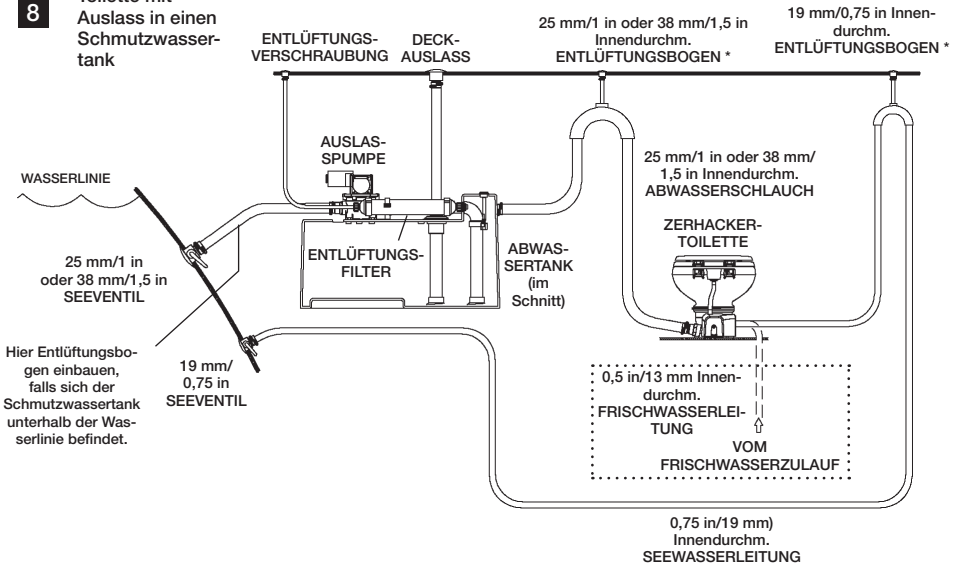 8
Toilette mit
Auslass in einen
Schmutzwasser-
tank
ENTLÜFTUNGS-
VERSCHRAUBUNG
DECK-
AUSLASS
25 mm/1 in oder 38 mm/1,5 in
Innendurchm.
ENTLÜFTUNGSBOGEN *
19 mm/0,75 in Innen-
durchm.
ENTLÜFTUNGSBOGEN *
AUSLAS-
SPUMPE
WASSERLINIE
25 mm/1 in oder 38 mm/
1,5 in Innendurchm.
ABWASSERSCHLAUCH
ZERHACKER-
TOILETTE
ENTLÜFTUNGS-
FILTER
ABWAS-
SERTANK
(im
Schnitt)
25 mm/1 in
oder 38 mm/1,5 in
SEEVENTIL
Hier Entlüftungsbo-
gen einbauen,
falls sich der
Schmutzwassertank
unterhalb der Was-
serlinie befindet.
19 mm/
0,75 in
SEEVENTIL
0,5 in/13 mm Innen-
durchm.
FRISCHWASSERLEI-
TUNG
VOM
FRISCHWASSERZULAUF
0,75 in/19 mm)
Innendurchm.
SEEWASSERLEITUNG